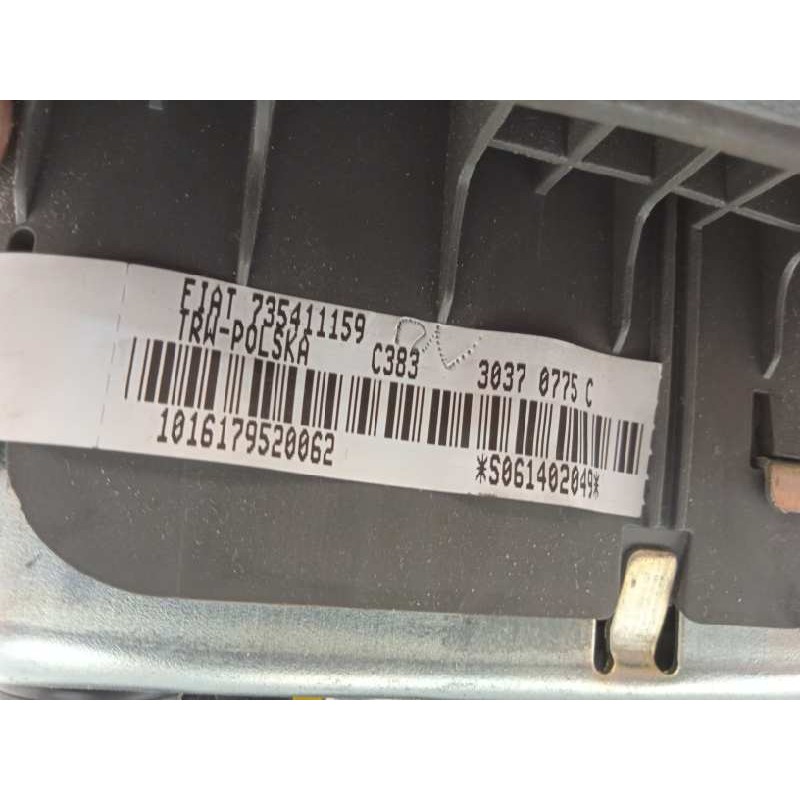 FIAT 735411159
TRW-POLSKA C383 3037 0775 C
1016179520062 *S061402049*